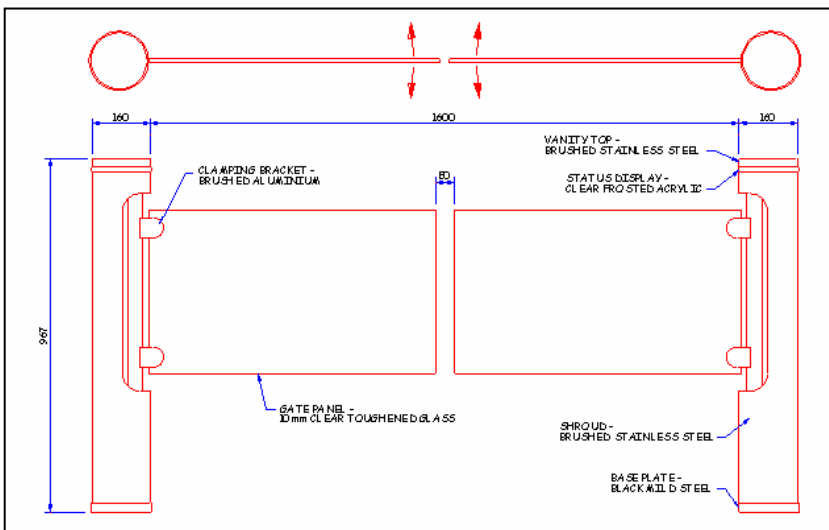 160
1600
160
VANITY TOP -
BRUSHED STAINLESS STEEL
CLAMPING BRACKET -
BRUSHED ALUMINIUM
STATUS DISPLAY -
CLEAR FROSTED ACRYLIC
967
GATE PANEL -
10mm CLEAR TOUGHENED GLASS
SHROUD -
BRUSHED STAINLESS STEEL
BASE PLATE -
BLACK MILD STEEL